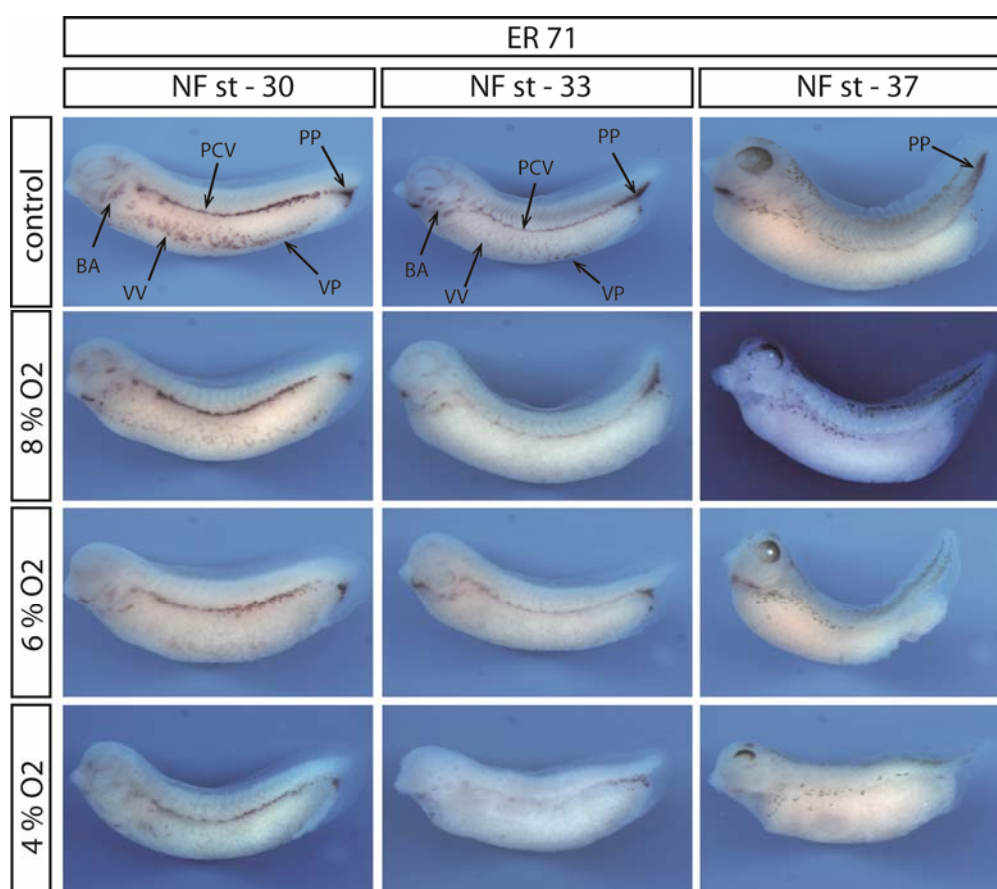 ER 71
NF st - 30
NF st - 33
NF st - 37
control
PCV
PP
BA
VV
VP
PCV
PP
BA
VV
VP
PP
8 % O2
6 % O2
4 % O2